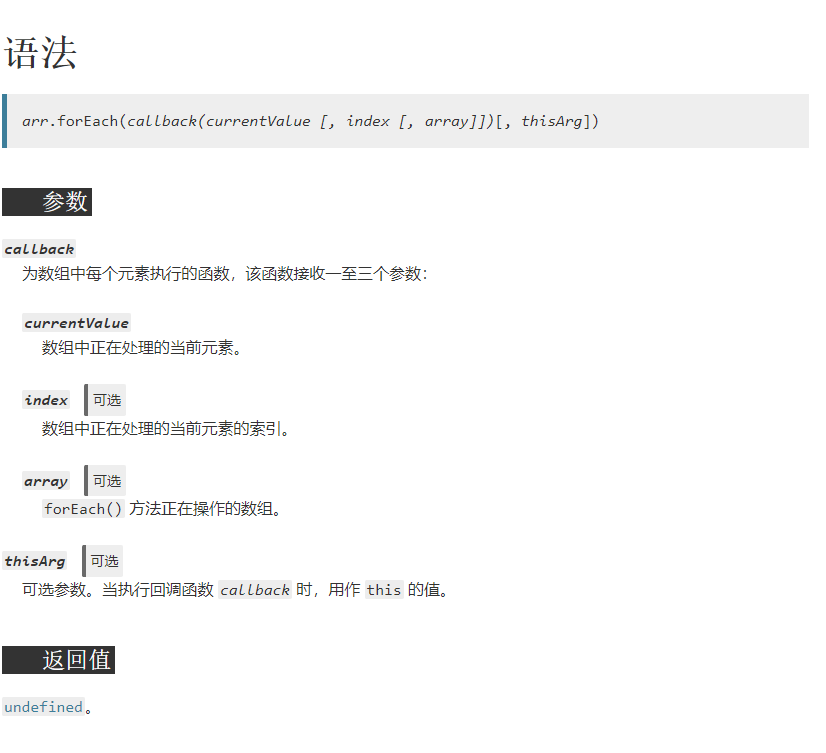 语法
arr.forEach(callback(currentValue [, index [, array]])[, thisArg])
参数
callback
为数组中每个元素执行的函数，该函数接收一至三个参数：
currentValue
数组中正在处理的当前元素。
index 可选
数组中正在处理的当前元素的索引。
array 可选
forEach() 方法正在操作的数组。
thisArg 可选
可选参数。当执行回调函数 callback 时，用作 this 的值。
返回值
undefined。